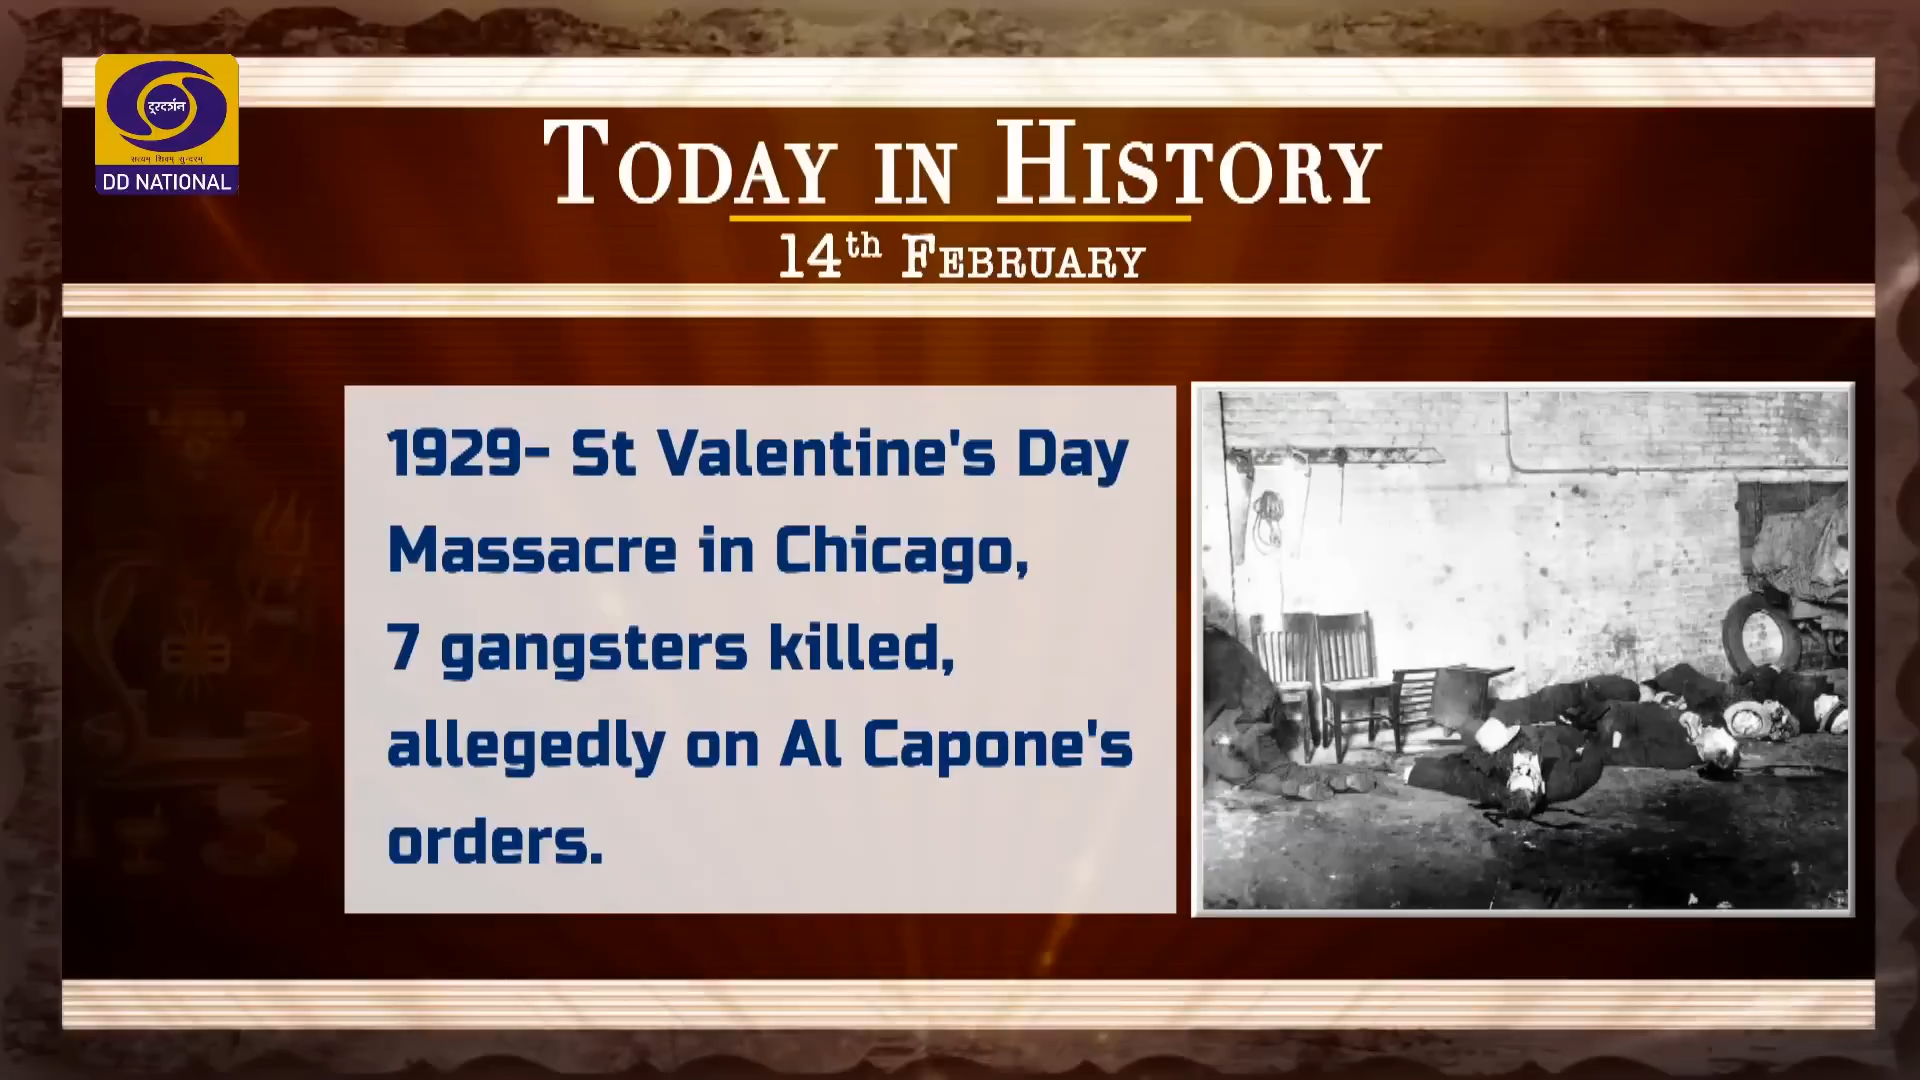 दूरदर्शन
सत्यम् शिवम् सुन्दरम्
DD NATIONAL
TODAY IN HISTORY
14th FEBRUARY
1929- St Valentine's Day
Massacre in Chicago,
7 gangsters killed,
allegedly on Al Capone's
orders.